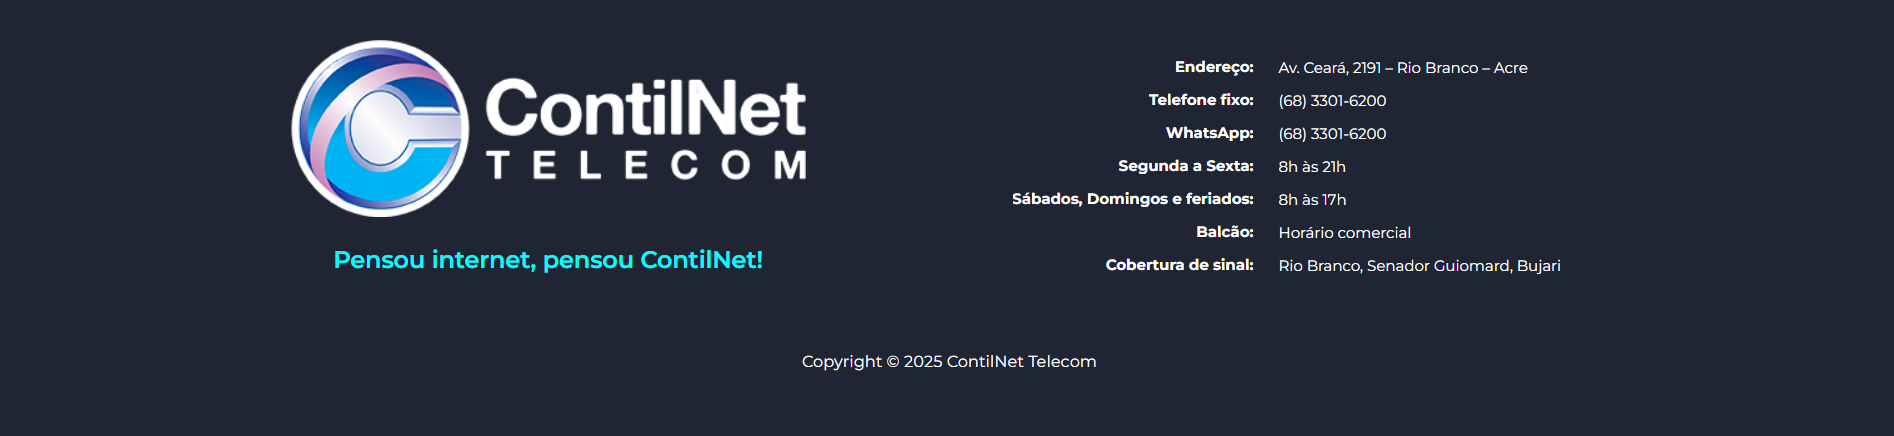 ContilNet
TELECOM
Pensou internet, pensou ContilNet!
Endereço: Av. Ceará, 2191 – Rio Branco – Acre
Telefone fixo: (68) 3301-6200
WhatsApp: (68) 3301-6200
Segunda a Sexta: 8h às 21h
Sábados, Domingos e feriados: 8h às 17h
Balcão: Horário comercial
Cobertura de sinal: Rio Branco, Senador Guiomard, Bujari
Copyright © 2025 ContilNet Telecom